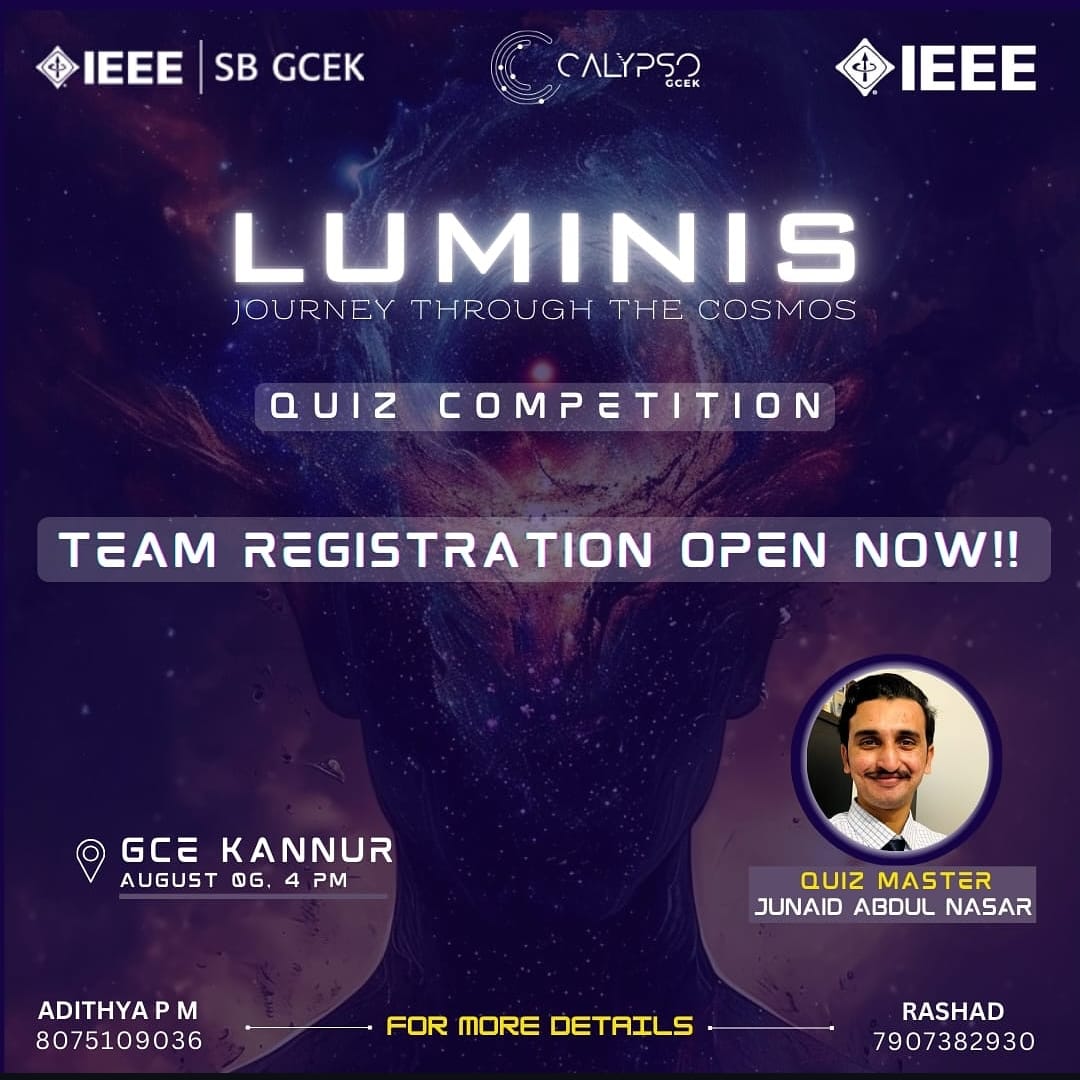 IEEE | SB GCEK
CALYPSO
GCEK
IEEE
LUMINIS
JOURNEY THROUGH THE COSMOS
QUIZ COMPETITION
TEAM REGISTRATION OPEN NOW!!
GCE KANNUR
AUGUST 06, 4 PM
QUIZ MASTER
JUNAID ABDUL NASAR
ADITHYA P M
8075109036
FOR MORE DETAILS
RASHAD
7907382930